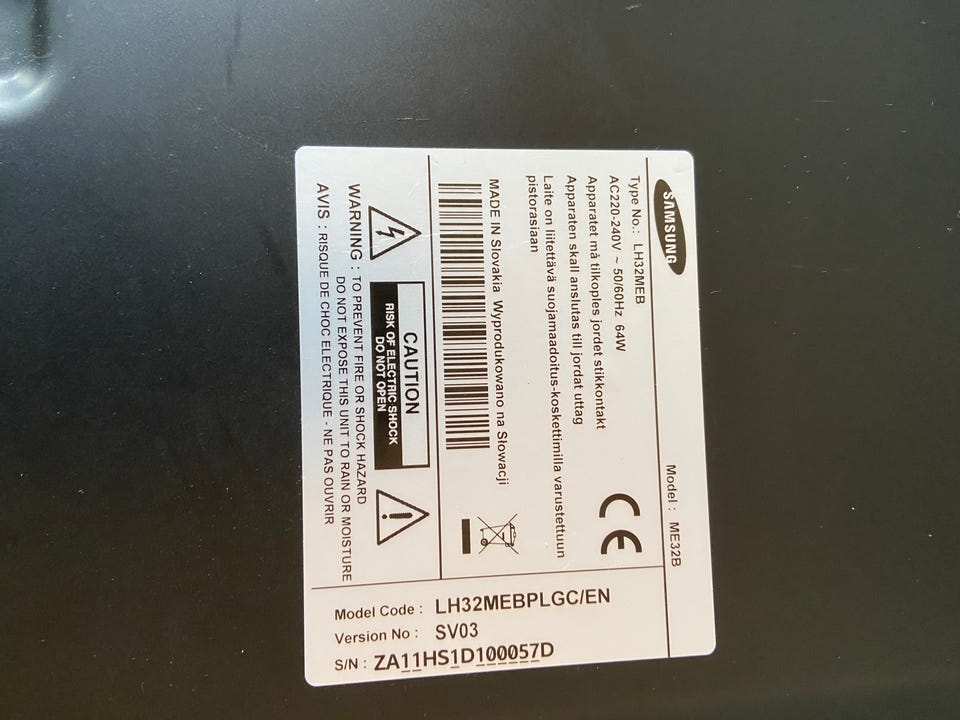 SAMSUNG
Model : ME32B
Type No.: LH32MEB
AC220-240V ~ 50/60Hz 64W
Apparatet må tilkoples jordet stikkontakt
Apparaten skall anslutas till jordat uttag
Laite on liitettävä suojamaadoitus-koskettimilla varustettuun
pistorasiaan
CE
MADE IN Slovakia Wyprodukowano na Słowacji
CAUTION
RISK OF ELECTRIC SHOCK
DO NOT OPEN
WARNING : TO PREVENT FIRE OR SHOCK HAZARD
DO NOT EXPOSE THIS UNIT TO RAIN OR MOISTURE
AVIS : RISQUE DE CHOC ELECTRIQUE - NE PAS OUVRIR
Model Code : LH32MEBPLGC/EN
Version No : SV03
S/N : ZA11HS1D100057D